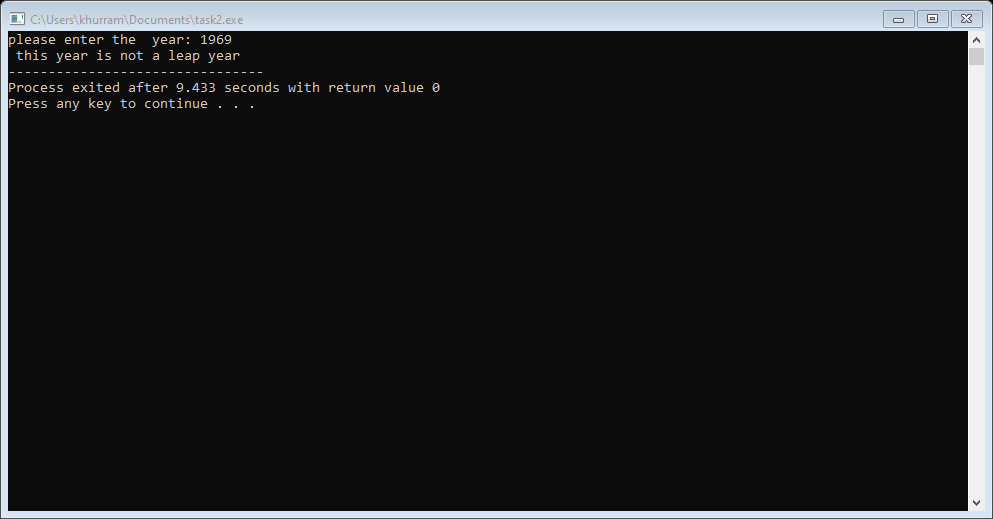 C:\Users\khurram\Documents\task2.exe
please enter the  year: 1969
 this year is not a leap year
--------------------------------
Process exited after 9.433 seconds with return value 0
Press any key to continue . . .